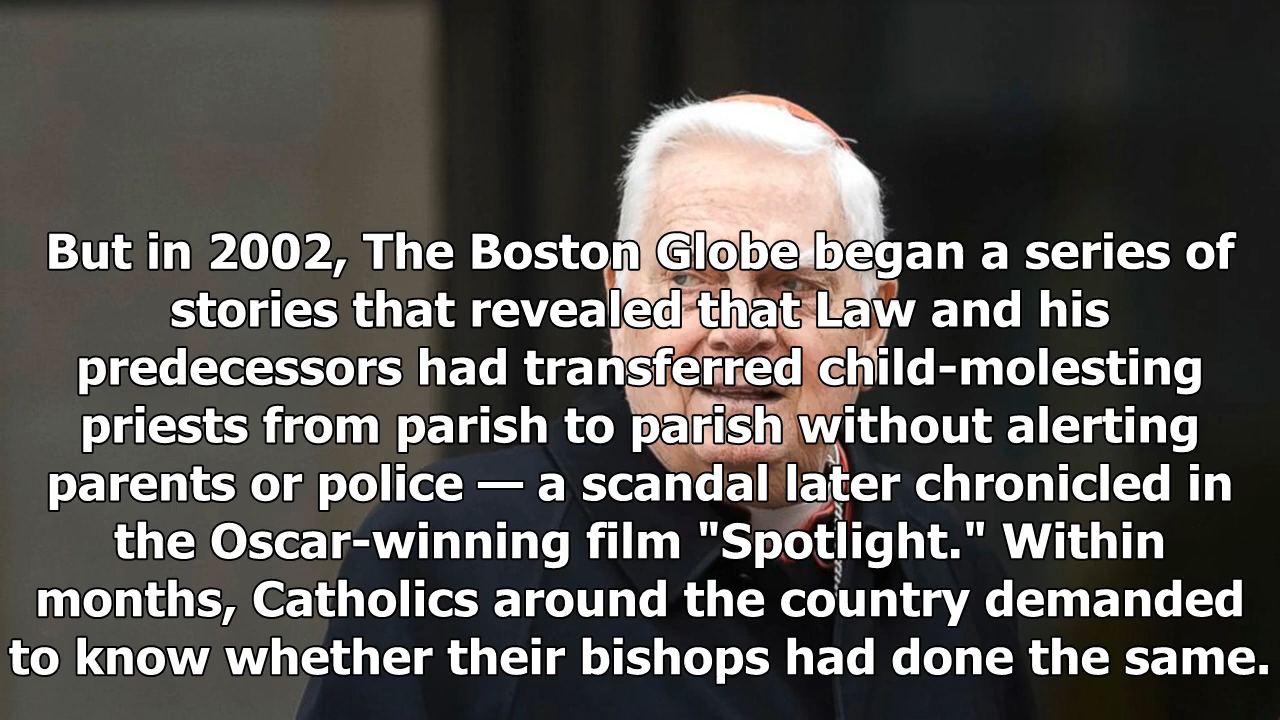 But in 2002, The Boston Globe began a series of
stories that revealed that Law and his
predecessors had transferred child-molesting
priests from parish to parish without alerting
parents or police — a scandal later chronicled in
the Oscar-winning film "Spotlight." Within
months, Catholics around the country demanded
to know whether their bishops had done the same.